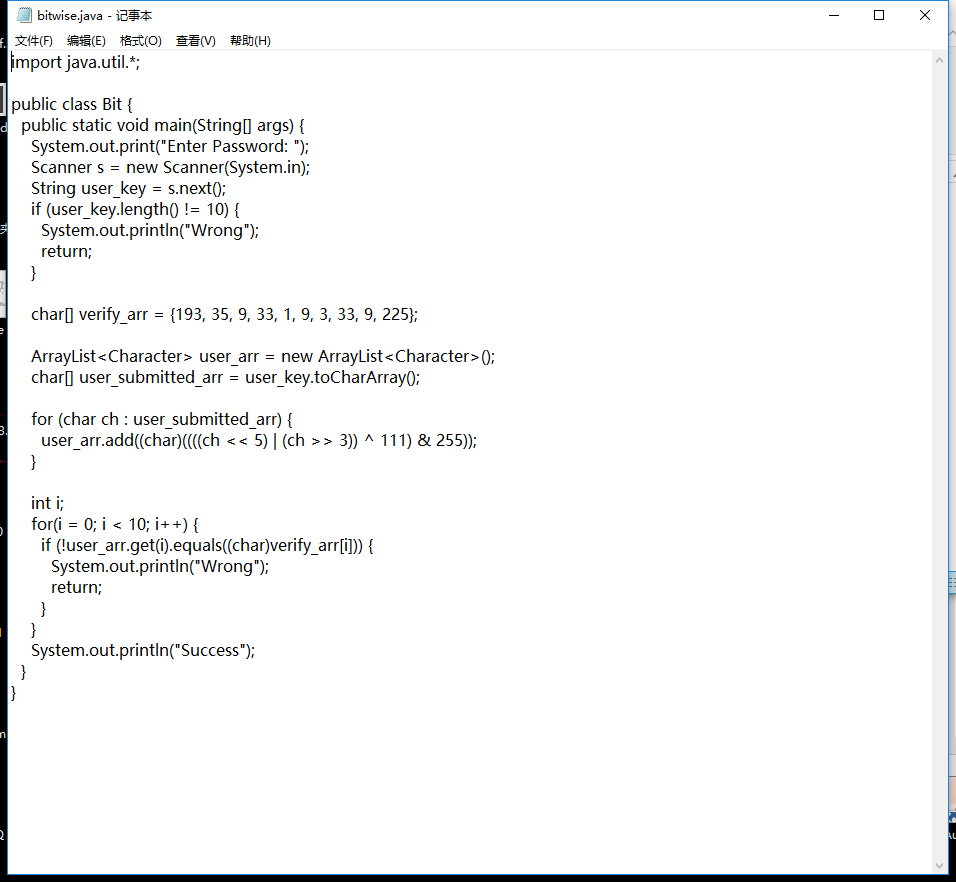 bitwise.java - 记事本
文件(F) 编辑(E) 格式(O) 查看(V) 帮助(H)
import java.util.*;
public class Bit {
public static void main(String[] args) {
System.out.print("Enter Password: ");
Scanner s = new Scanner(System.in);
String user_key = s.next();
if (user_key.length() != 10) {
System.out.println("Wrong");
return;
}
char[] verify_arr = {193, 35, 9, 33, 1, 9, 3, 33, 9, 225};
ArrayList<Character> user_arr = new ArrayList<Character>();
char[] user_submitted_arr = user_key.toCharArray();
for (char ch : user_submitted_arr) {
user_arr.add((char)((((ch << 5) | (ch >> 3)) ^ 111) & 255));
}
int i;
for(i = 0; i < 10; i++) {
if (!user_arr.get(i).equals((char)verify_arr[i])) {
System.out.println("Wrong");
return;
}
}
System.out.println("Success");
}
}